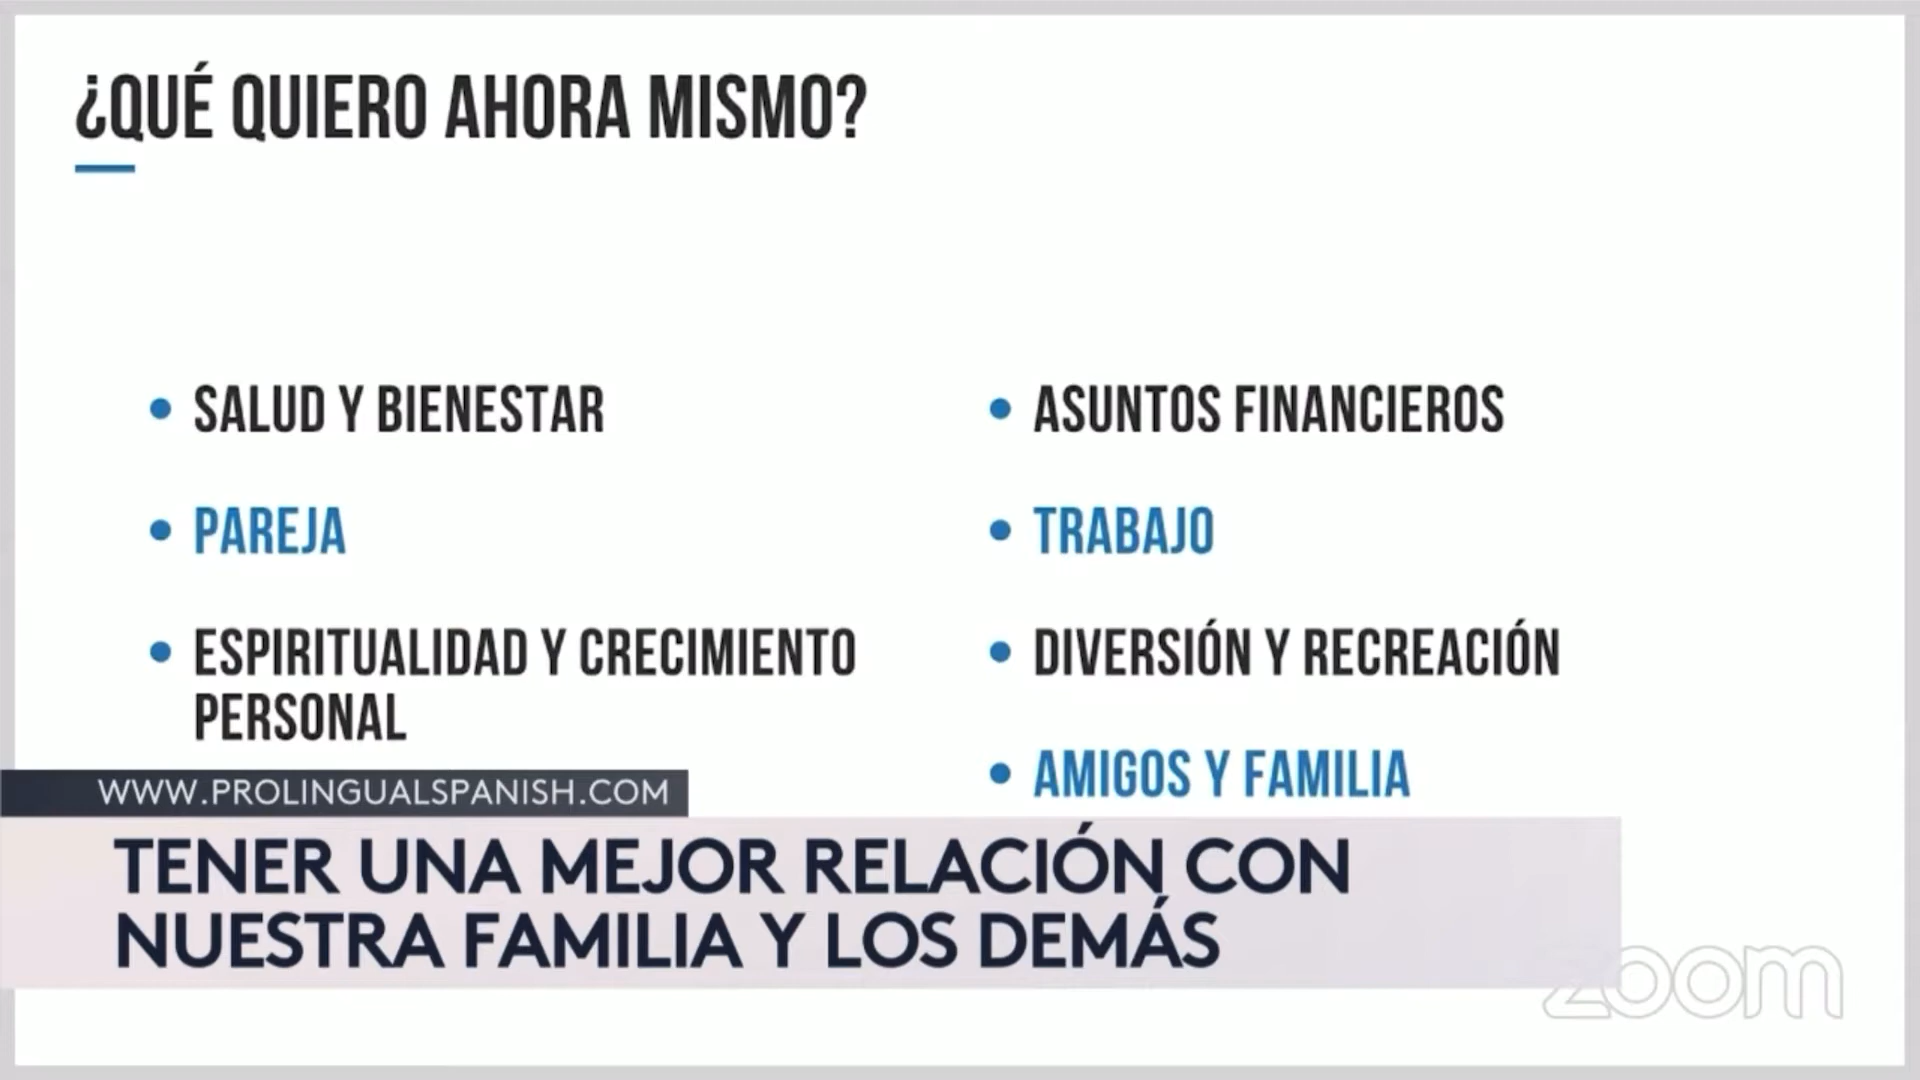 ¿QUÉ QUIERO AHORA MISMO?
SALUD Y BIENESTAR
PAREJA
ESPIRITUALIDAD Y CRECIMIENTO
PERSONAL
ASUNTOS FINANCIEROS
TRABAJO
DIVERSIÓN Y RECREACIÓN
AMIGOS Y FAMILIA
WWW.PROLINGUALSPANISH.COM
TENER UNA MEJOR RELACIÓN CON
NUESTRA FAMILIA Y LOS DEMÁS
zoom